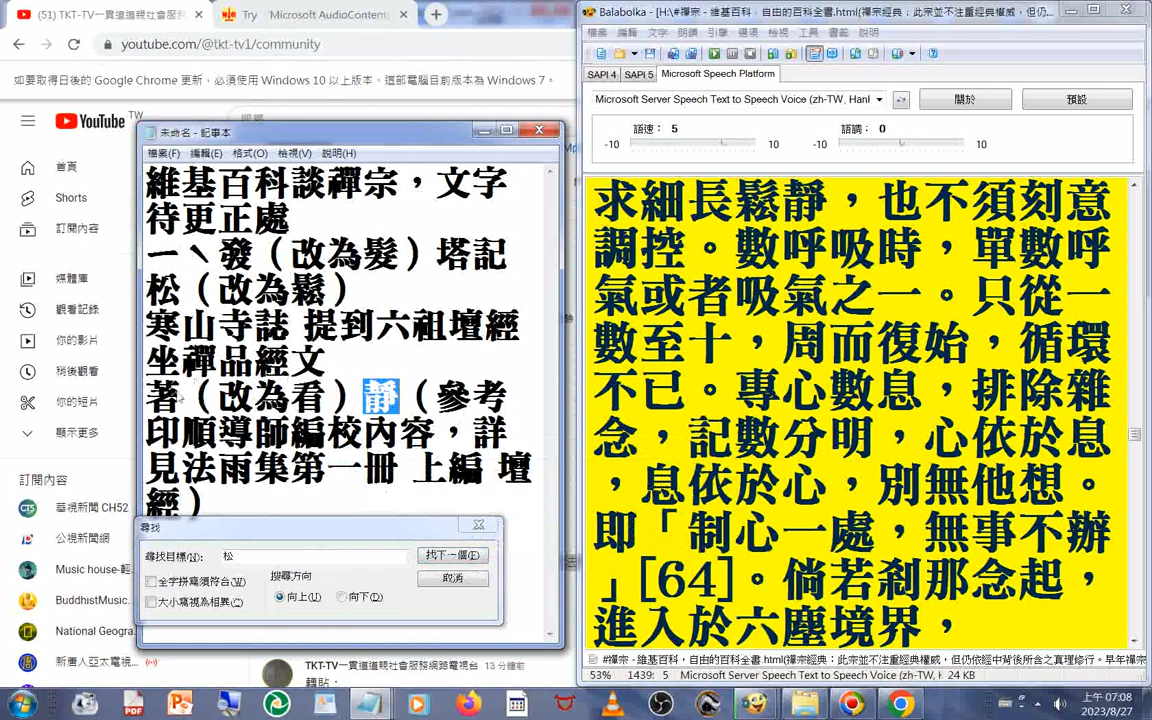 (51) TKT-TV一貫道道親社會服務
Try "Microsoft AudioContent
youtube.com/@tkt-tv1/community
如要取得日後的 Google Chrome 更新，必須使用 Windows 10 以上版本。這部電腦目前版本為 Windows 7。
YouTube TW
搜尋
首頁
Shorts
訂閱內容
媒體庫
觀看記錄
你的影片
稍後觀看
你的短片
顯示更多
訂閱內容
華視新聞 CH52
公視新聞網
Music house-輕..
BuddhistMusic...
National Geogra...
新唐人亞太電視...
TKT-TV一貫道道親社會服務網路電視台 13 分鐘前
轉貼.
未命名 - 記事本
檔案(F) 編輯(E) 格式(O) 檢視(V) 說明(H)
維基百科談禪宗，文字
待更正處
一丶發（改為髮）塔記
松（改為鬆）
寒山寺誌 提到六祖壇經
坐禪品經文
著（改為看）靜（參考
印順導師編校內容，詳
見法雨集第一冊 上編 壇
經）
尋找
尋找目標(N): 松
找下一個(F)
全字拼寫須符合(W)
大小寫視為相異(C)
搜尋方向
向上(U) 向下(D)
取消
Balabolka - [H:\#禪宗 - 維基百科，自由的百科全書.html(禪宗經典：此宗並不注重經典權威，但仍...
檔案 編輯 文字 朗讀 引擎 選項 檢視 工具 書籤 說明
SAPI 4 SAPI 5 Microsoft Speech Platform
Microsoft Server Speech Text to Speech Voice (zh-TW, Hanl
關於 預設
語速： 5 語調： 0
-10 10 -10 10
求細長鬆靜，也不須刻意
調控。數呼吸時，單數呼
氣或者吸氣之一。只從一
數至十，周而復始，循環
不已。專心數息，排除雜
念，記數分明，心依於息
，息依於心，別無他想。
即「制心一處，無事不辦
」[64]。倘若剎那念起，
進入於六塵境界，
#禪宗 - 維基百科，自由的百科全書.html(禪宗經典：此宗並不注重經典權威，但仍依經中背後所含之真理修行。早年禪宗
53% 1439: 5 Microsoft Server Speech Text to Speech Voice (zh-TW, 24 KB
上午 07:08
2023/8/27